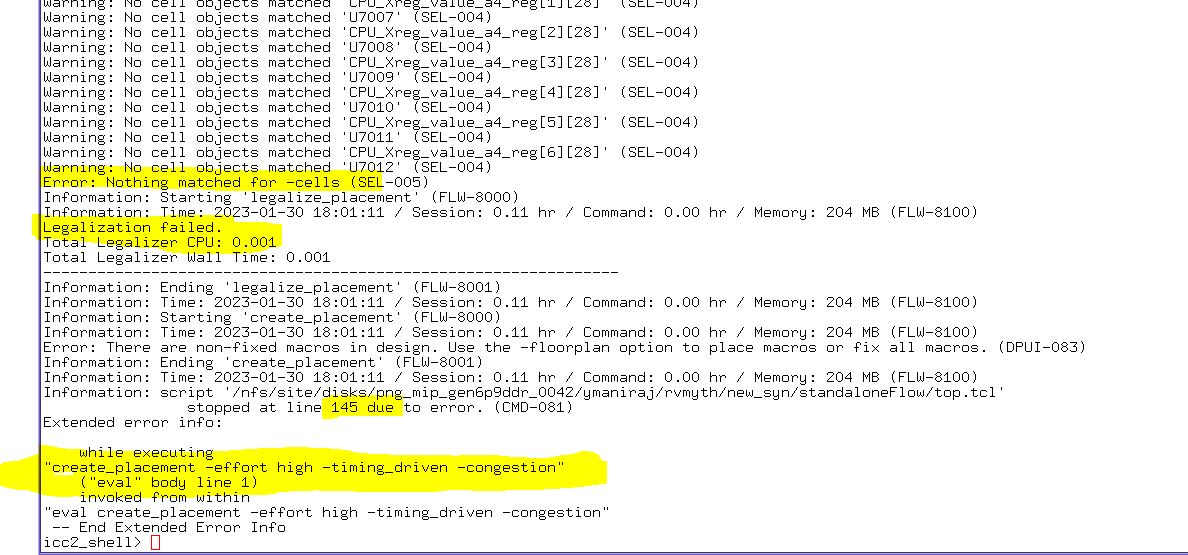 Warning: No cell objects matched 'CPU_Xreg_value_a4_reg[1][28]' (SEL-004)
Warning: No cell objects matched 'U7007' (SEL-004)
Warning: No cell objects matched 'CPU_Xreg_value_a4_reg[2][28]' (SEL-004)
Warning: No cell objects matched 'U7008' (SEL-004)
Warning: No cell objects matched 'CPU_Xreg_value_a4_reg[3][28]' (SEL-004)
Warning: No cell objects matched 'U7009' (SEL-004)
Warning: No cell objects matched 'CPU_Xreg_value_a4_reg[4][28]' (SEL-004)
Warning: No cell objects matched 'U7010' (SEL-004)
Warning: No cell objects matched 'CPU_Xreg_value_a4_reg[5][28]' (SEL-004)
Warning: No cell objects matched 'U7011' (SEL-004)
Warning: No cell objects matched 'CPU_Xreg_value_a4_reg[6][28]' (SEL-004)
Warning: No cell objects matched 'U7012' (SEL-004)
Error: Nothing matched for -cells (SEL-005)
Information: Starting 'legalize_placement' (FLW-8000)
Information: Time: 2023-01-30 18:01:11 / Session: 0.11 hr / Command: 0.00 hr / Memory: 204 MB (FLW-8100)
Legalization failed.
Total Legalizer CPU: 0.001
Total Legalizer Wall Time: 0.001
----------------------------------------------------------------
Information: Ending 'legalize_placement' (FLW-8001)
Information: Time: 2023-01-30 18:01:11 / Session: 0.11 hr / Command: 0.00 hr / Memory: 204 MB (FLW-8100)
Information: Starting 'create_placement' (FLW-8000)
Information: Time: 2023-01-30 18:01:11 / Session: 0.11 hr / Command: 0.00 hr / Memory: 204 MB (FLW-8100)
Error: There are non-fixed macros in design. Use the -floorplan option to place macros or fix all macros. (DPUI-083)
Information: Ending 'create_placement' (FLW-8001)
Information: Time: 2023-01-30 18:01:11 / Session: 0.11 hr / Command: 0.00 hr / Memory: 204 MB (FLW-8100)
Information: script '/nfs/site/disks/png_mip_gen6p9ddr_0042/ymaniraj/rvmyth/new_syn/standaloneFlow/top.tcl'
stopped at line 145 due to error. (CMD-081)
Extended error info:
while executing
"create_placement -effort high -timing_driven -congestion"
("eval" body line 1)
invoked from within
"eval create_placement -effort high -timing_driven -congestion"
-- End Extended Error Info
icc2_shell>